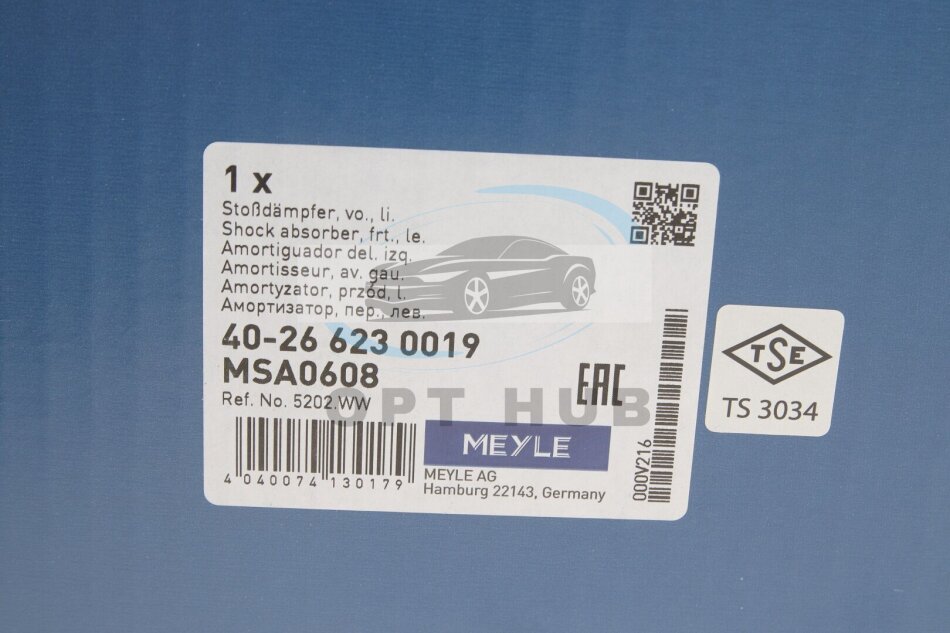 1 x
Stoßdämpfer, vo., li.
Shock absorber, frt., le.
Amortiguador del. izq.
Amortisseur, av. gau.
Amortyzator, przód, l.
Амортизатор, пер., лев.
40-26 623 0019
MSA0608
Ref. No. 5202.WW
EAC
OPT HUB
4 040074 130179
MEYLE
MEYLE AG
Hamburg 22143, Germany
000V216
TSE
TS 3034